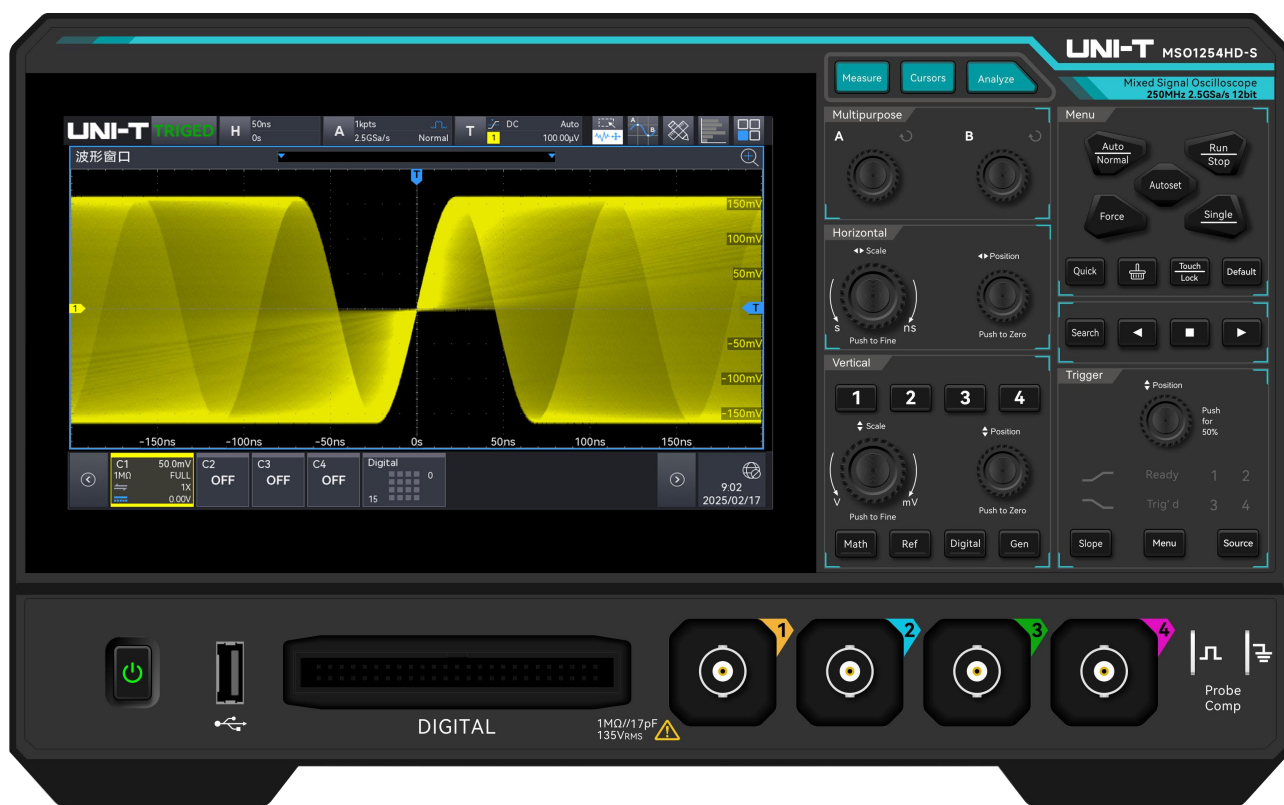 UNI-T MSO1254HD-S
Mixed Signal Oscilloscope
250MHz 2.5GSa/s 12bit
Measure Cursors Analyze
UNI-T TRIGED H 50ns 0s A 1kpts 2.5GSa/s Normal T DC 1 Auto 100.00μV
波形窗口
T
150mV
100mV
50mV
1 T
-50mV
-100mV
-150mV
-150ns -100ns -50ns 0s 50ns 100ns 150ns
C1 50.0mV
1MΩ FULL
1X
0.00V
C2
OFF
C3
OFF
C4
OFF
Digital
0
15
9:02
2025/02/17
Multipurpose
A B
Horizontal
Scale Position
s ns
Push to Fine Push to Zero
Vertical
1 2 3 4
Scale Position
V mV
Push to Fine Push to Zero
Math Ref Digital Gen
Menu
Auto
Normal
Run
Stop
Autoset
Force Single
Quick Touch
Lock Default
Search
Trigger
Position
Push
for
50%
Ready 1 2
Trig'd 3 4
Slope Menu Source
1 2 3 4
DIGITAL
1MΩ//17pF
135VRMS
Probe
Comp